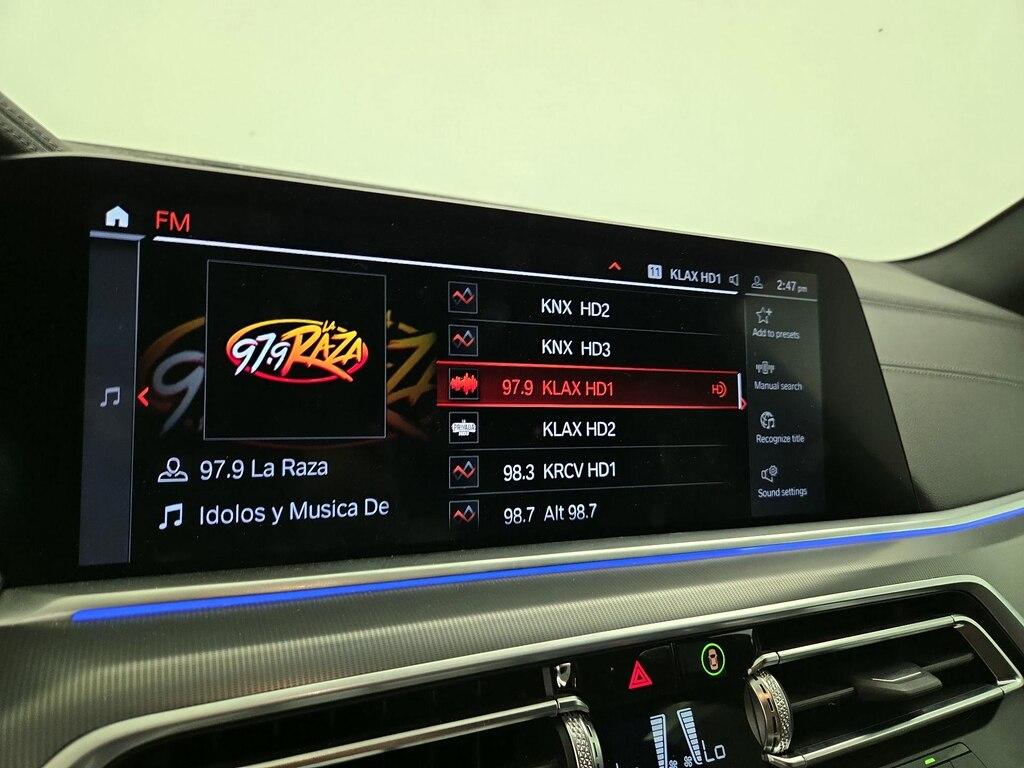 FM
11 KLAX HD1
2:47 pm
LA
97.9 RAZA
97.9 La Raza
Idolos y Musica De
KNX HD2
KNX HD3
97.9 KLAX HD1 HD
KLAX HD2
98.3 KRCV HD1
98.7 Alt 98.7
Add to presets
Manual search
Recognize title
Sound settings
LO